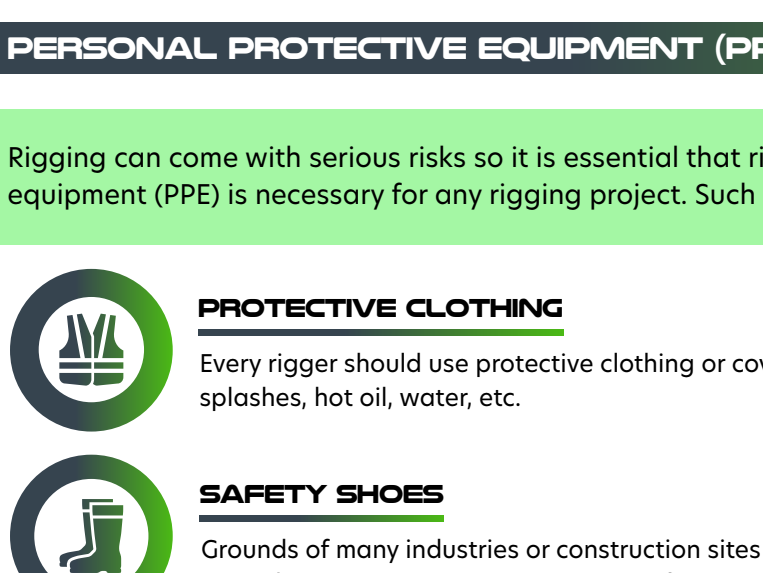 PERSONAL PROTECTIVE EQUIPMENT (PP
Rigging can come with serious risks so it is essential that ri
equipment (PPE) is necessary for any rigging project. Such
PROTECTIVE CLOTHING
Every rigger should use protective clothing or cov
splashes, hot oil, water, etc.
SAFETY SHOES
Grounds of many industries or construction sites